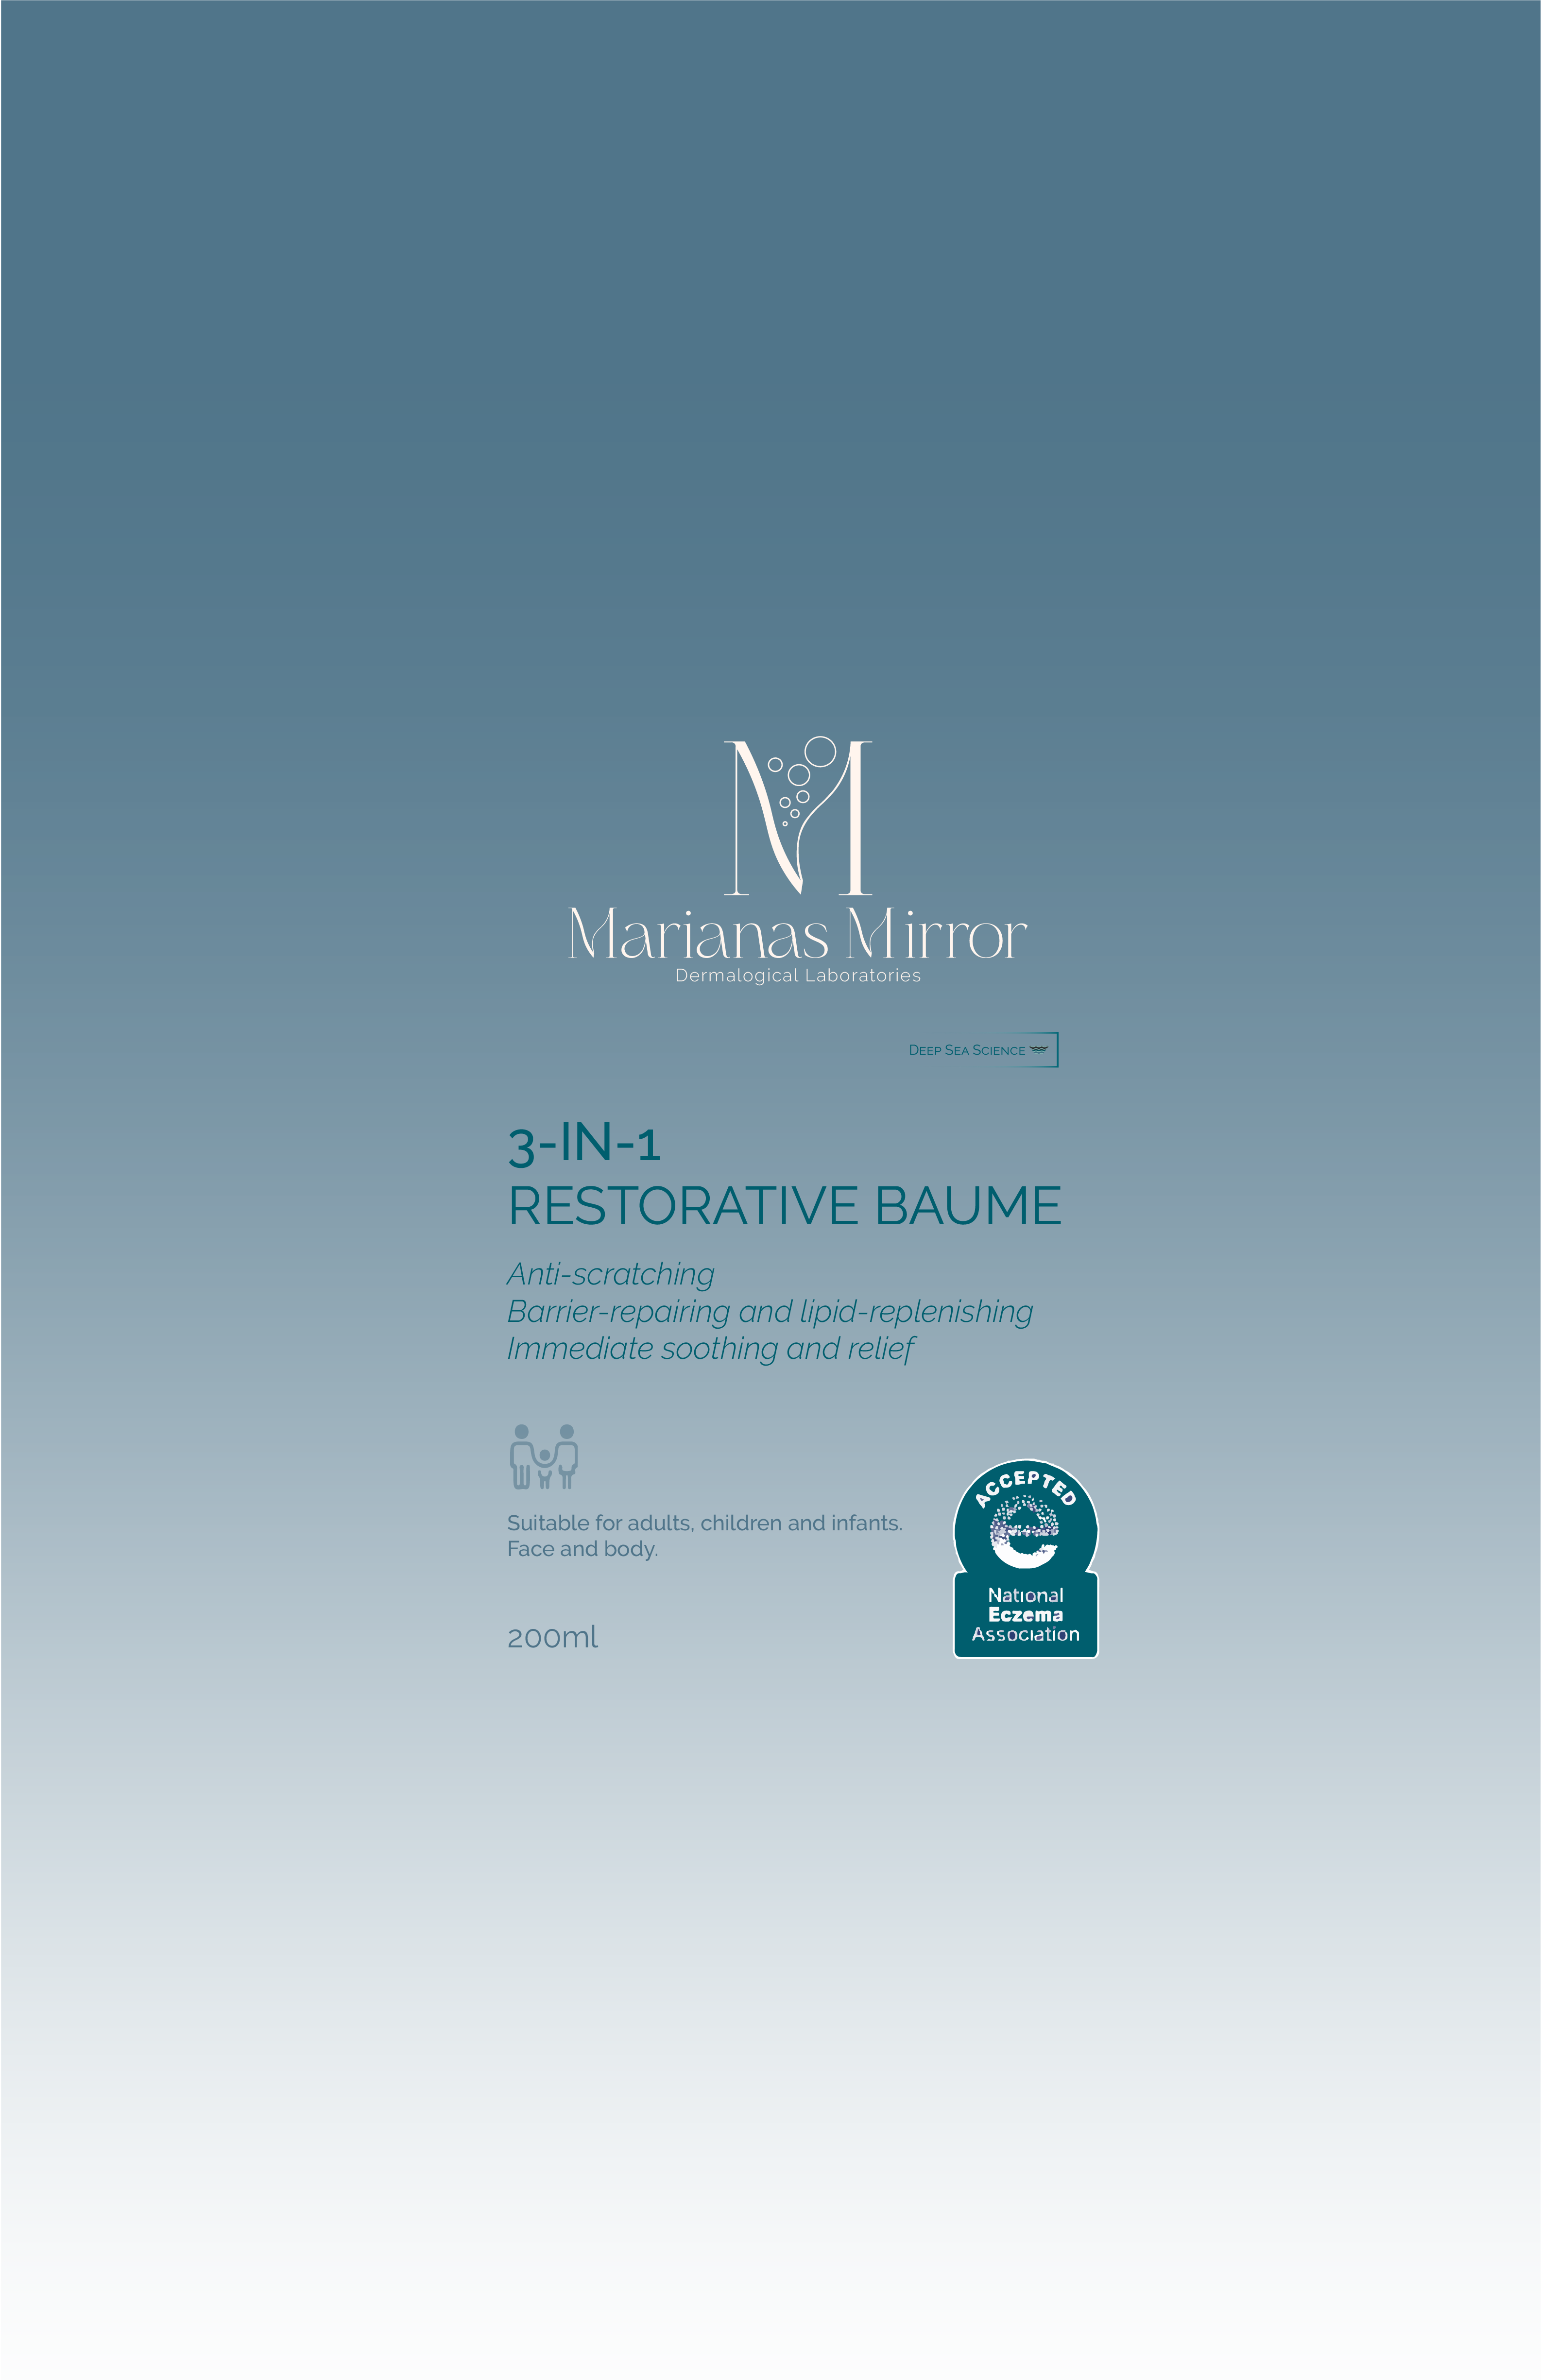 M
Marianas Mirror
Dermalogical Laboratories
DEEP SEA SCIENCE
3-IN-1
RESTORATIVE BAUME
Anti-scratching
Barrier-repairing and lipid-replenishing
Immediate soothing and relief
Suitable for adults, children and infants.
Face and body.
200ml
ACCEPTED
e
National
Eczema
Association